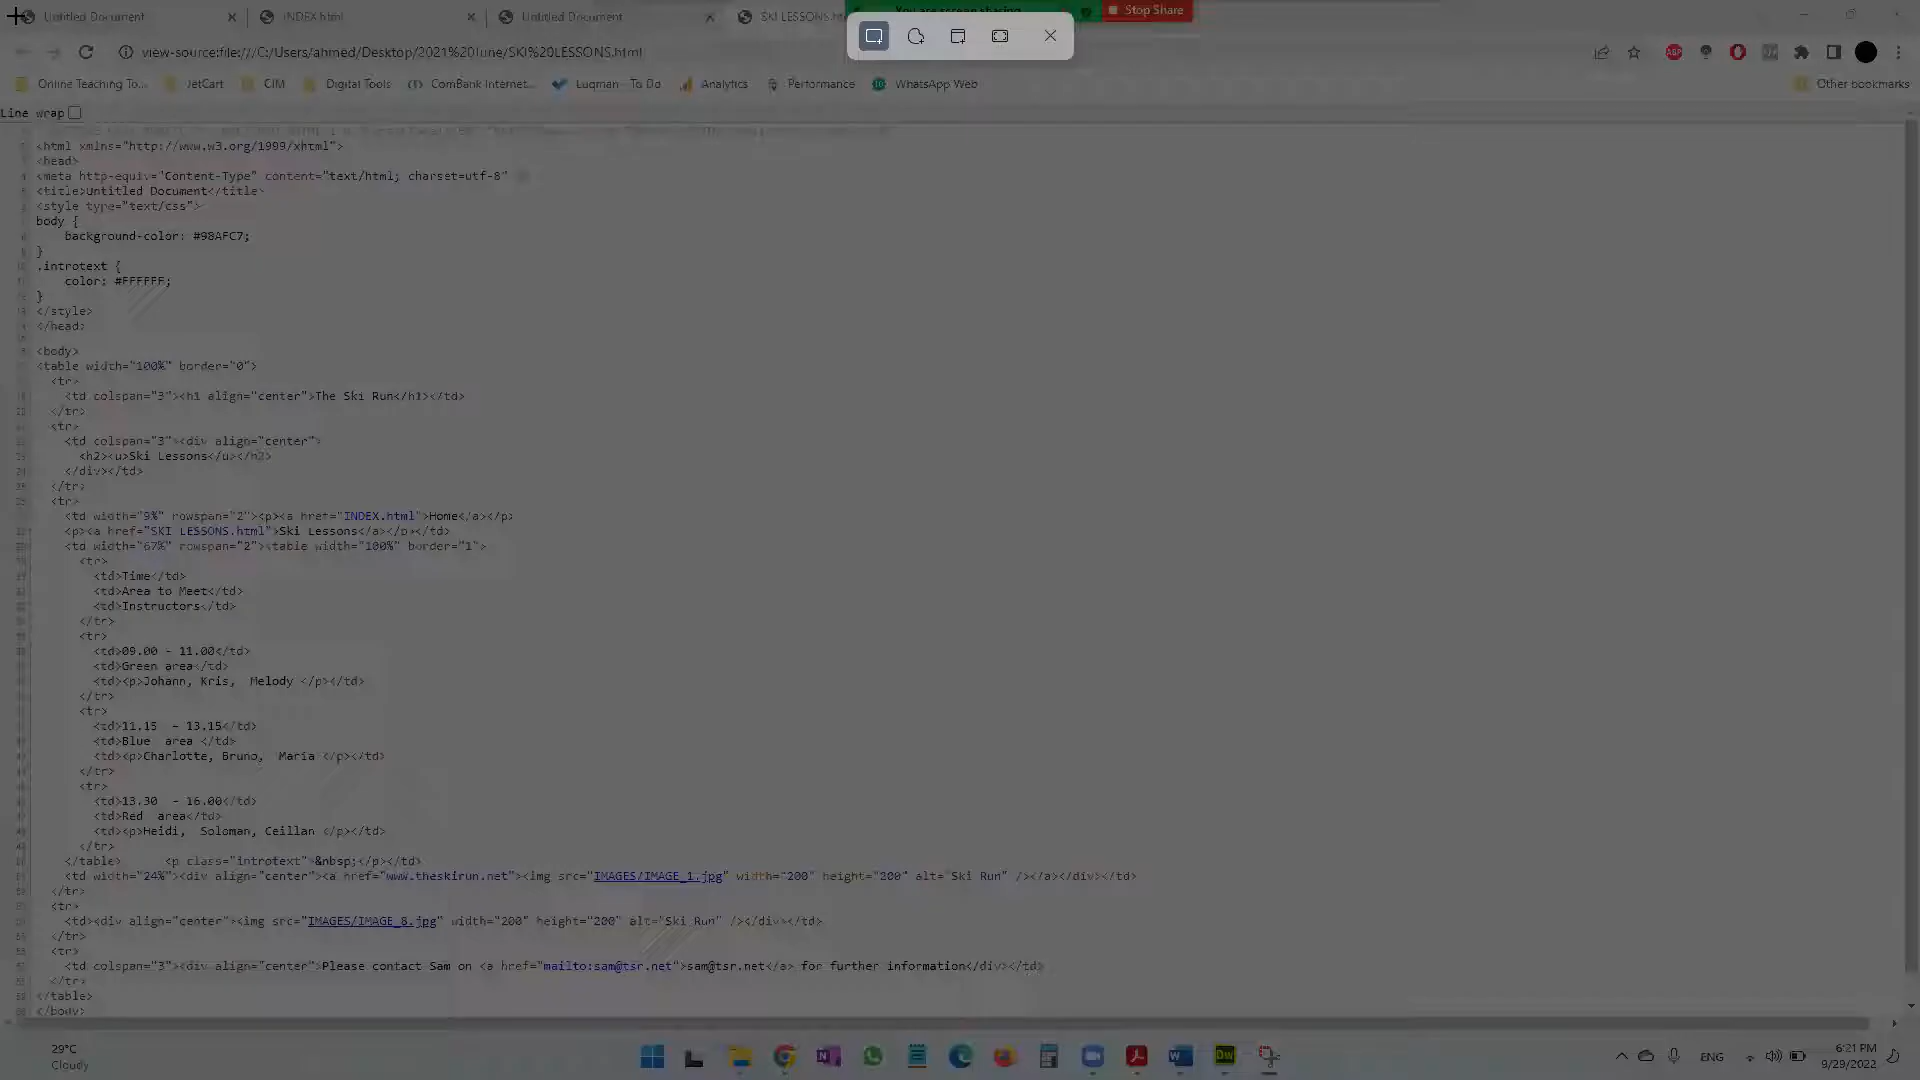 Untitled Document
INDEX.html
Untitled Document
SKI LESSONS.html
You are screen sharing
Stop Share
view-source:file:///C:/Users/ahmed/Desktop/2021%20June/SKI%20LESSONS.html
Online Teaching To...
JetCart
CIM
Digital Tools
ComBank Internet...
Luqman - To Do
Analytics
Performance
WhatsApp Web
Other bookmarks
Line wrap
<html xmlns="http://www.w3.org/1999/xhtml">
<head>
<meta http-equiv="Content-Type" content="text/html; charset=utf-8"
<title>Untitled Document</title>
<style type="text/css">
body {
background-color: #98AFC7;
}
.introtext {
color: #FFFFFF;
}
</style>
</head>
<body>
<table width="100%" border="0">
<tr>
<td colspan="3"><h1 align="center">The Ski Run</h1></td>
</tr>
<tr>
<td colspan="3"><div align="center">
<h2><u>Ski Lessons</u></h2>
</div></td>
</tr>
<tr>
<td width="9%" rowspan="2"><p><a href="INDEX.html">Home</a></p>
<p><a href="SKI LESSONS.html">Ski Lessons</a></p></td>
<td width="67%" rowspan="2"><table width="100%" border="1">
<tr>
<td>Time</td>
<td>Area to Meet</td>
<td>Instructors</td>
</tr>
<tr>
<td>09.00 - 11.00</td>
<td>Green area</td>
<td><p>Johann, Kris,  Melody </p></td>
</tr>
<tr>
<td>11.15  - 13.15</td>
<td>Blue  area </td>
<td><p>Charlotte, Bruno,  Maria </p></td>
</tr>
<tr>
<td>13.30  - 16.00</td>
<td>Red  area</td>
<td><p>Heidi,  Soloman, Ceillan </p></td>
</tr>
</table>      <p class="introtext">&nbsp;</p></td>
<td width="24%"><div align="center"><a href="www.theskirun.net"><img src="IMAGES/IMAGE_1.jpg" width="200" height="200" alt="Ski Run" /></a></div></td>
</tr>
<tr>
<td><div align="center"><img src="IMAGES/IMAGE_8.jpg" width="200" height="200" alt="Ski Run" /></div></td>
</tr>
<tr>
<td colspan="3"><div align="center">Please contact Sam on <a href="mailto:sam@tsr.net">sam@tsr.net</a> for further information</div></td>
</tr>
</table>
</body>
29°C
Cloudy
ENG
6:21 PM
9/29/2022